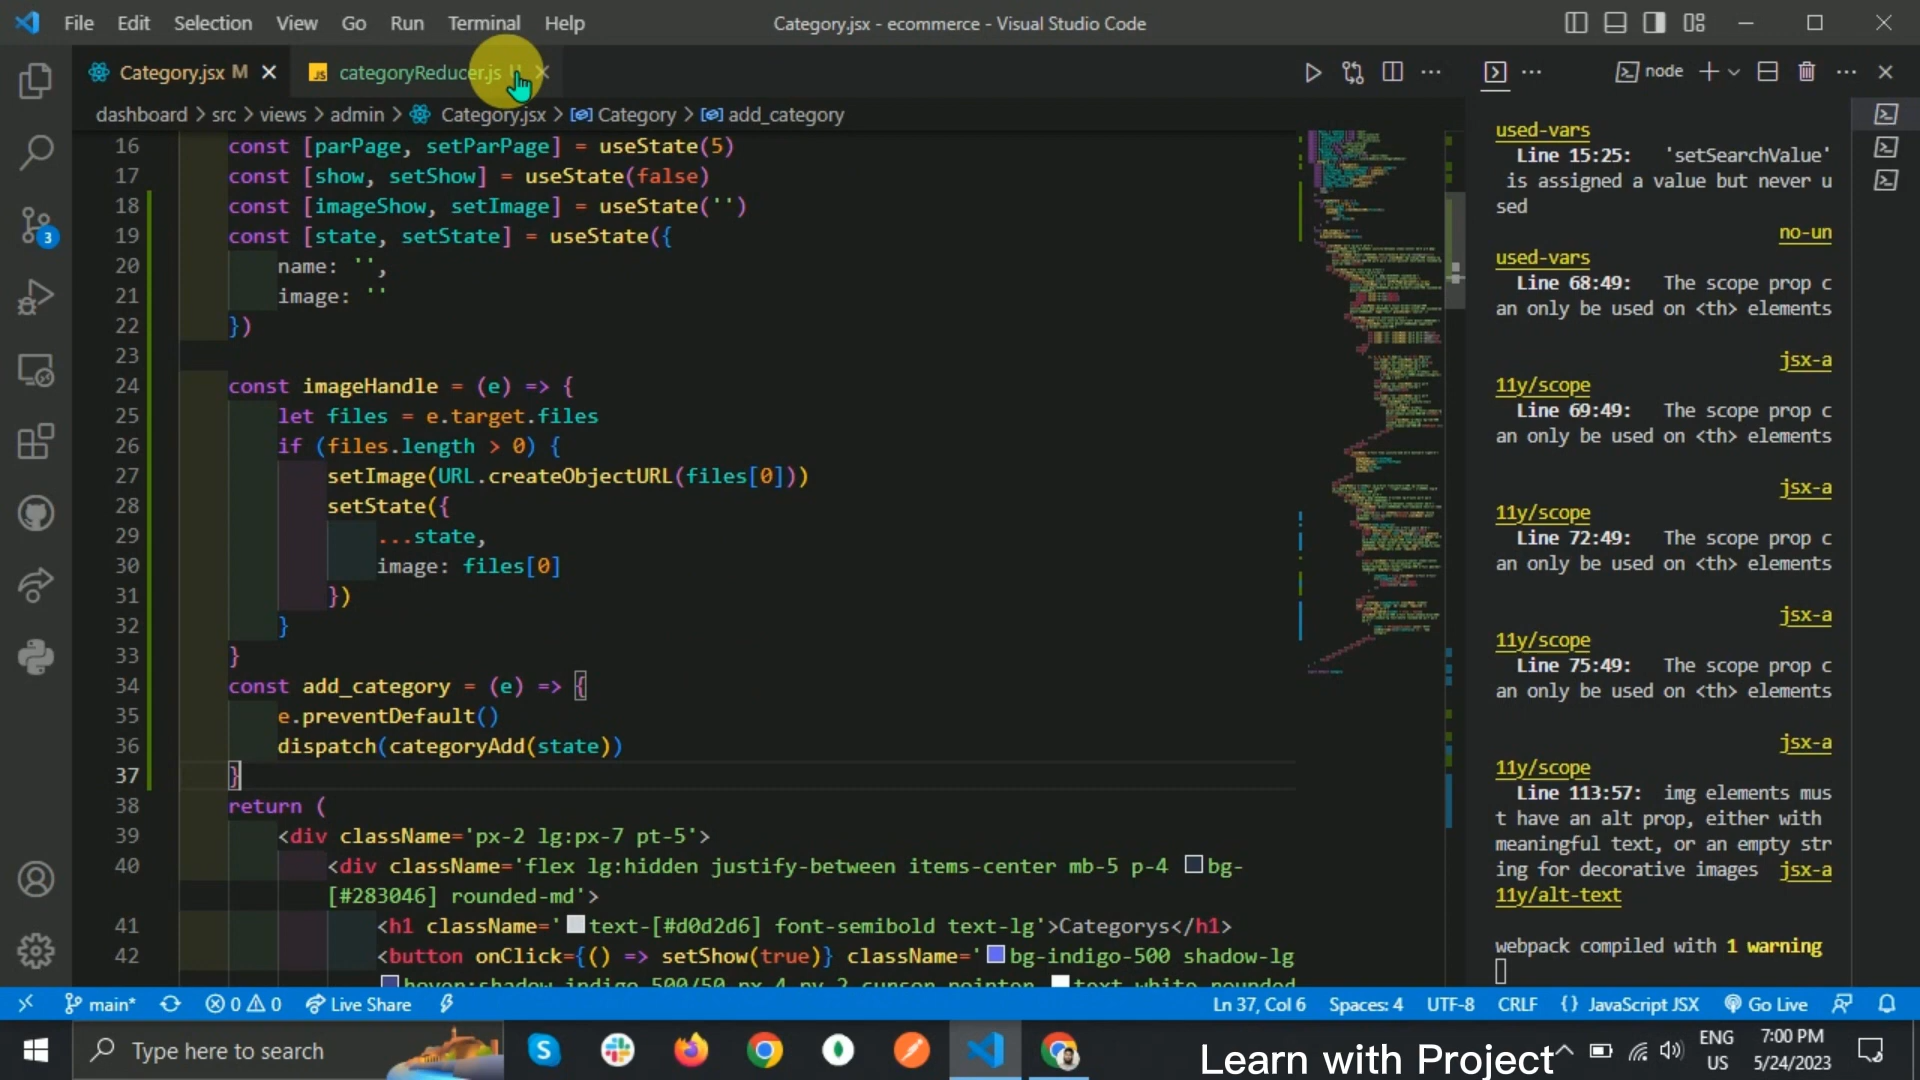 File Edit Selection View Go Run Terminal Help
Category.jsx - ecommerce - Visual Studio Code
Category.jsx M
JS categoryReducer.js U
node
dashboard > src > views > admin > Category.jsx > Category > add_category
16 const [parPage, setParPage] = useState(5)
17 const [show, setShow] = useState(false)
18 const [imageShow, setImage] = useState('')
19 const [state, setState] = useState({
20 name: '',
21 image: ''
22 })
23
24 const imageHandle = (e) => {
25 let files = e.target.files
26 if (files.length > 0) {
27 setImage(URL.createObjectURL(files[0]))
28 setState({
29 ...state,
30 image: files[0]
31 })
32 }
33 }
34 const add_category = (e) => {
35 e.preventDefault()
36 dispatch(categoryAdd(state))
37 }
38 return (
39 <div className='px-2 lg:px-7 pt-5'>
40 <div className='flex lg:hidden justify-between items-center mb-5 p-4 bg-
[#283046] rounded-md'>
41 <h1 className='text-[#d0d2d6] font-semibold text-lg'>Categorys</h1>
42 <button onClick={() => setShow(true)} className='bg-indigo-500 shadow-lg
hover:shadow-indigo-500/50 px-4 py-2 cursor-pointer text-white rounded
used-vars
Line 15:25: 'setSearchValue'
is assigned a value but never u
sed
no-un
used-vars
Line 68:49: The scope prop c
an only be used on <th> elements
jsx-a
11y/scope
Line 69:49: The scope prop c
an only be used on <th> elements
jsx-a
11y/scope
Line 72:49: The scope prop c
an only be used on <th> elements
jsx-a
11y/scope
Line 75:49: The scope prop c
an only be used on <th> elements
jsx-a
11y/scope
Line 113:57: img elements mus
t have an alt prop, either with
meaningful text, or an empty str
ing for decorative images jsx-a
11y/alt-text
webpack compiled with 1 warning
3
main* 0 0 Live Share
Ln 37, Col 6 Spaces: 4 UTF-8 CRLF {} JavaScript JSX Go Live
Type here to search
Learn with Project
ENG
US
7:00 PM
5/24/2023